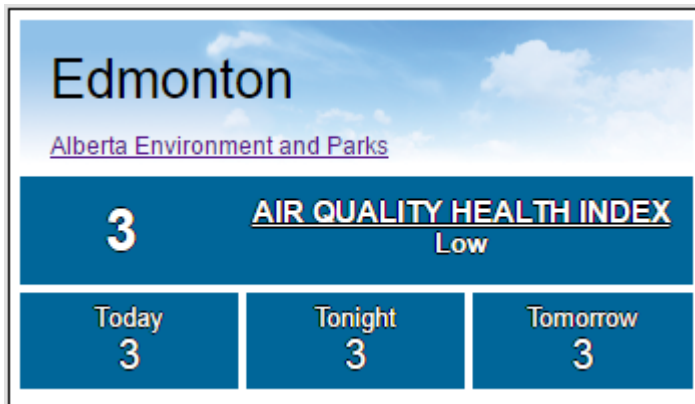 Edmonton
Alberta Environment and Parks
3
AIR QUALITY HEALTH INDEX
Low
Today
3
Tonight
3
Tomorrow
3